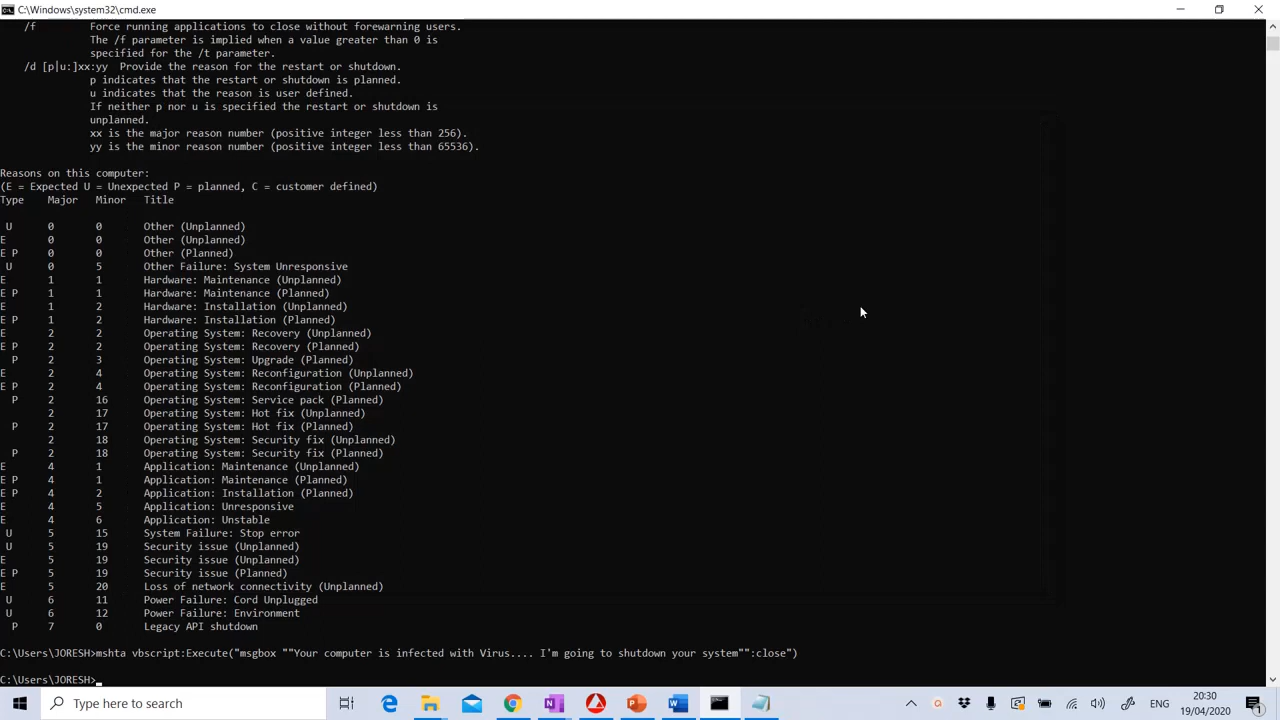 C:\Windows\system32\cmd.exe
/f Force running applications to close without forewarning users.
The /f parameter is implied when a value greater than 0 is
specified for the /t parameter.
/d [p|u:]xx:yy Provide the reason for the restart or shutdown.
p indicates that the restart or shutdown is planned.
u indicates that the reason is user defined.
If neither p nor u is specified the restart or shutdown is
unplanned.
xx is the major reason number (positive integer less than 256).
yy is the minor reason number (positive integer less than 65536).
Reasons on this computer:
(E = Expected U = Unexpected P = planned, C = customer defined)
Type Major Minor Title
U 0 0 Other (Unplanned)
E 0 0 Other (Unplanned)
E P 0 0 Other (Planned)
U 0 5 Other Failure: System Unresponsive
E 1 1 Hardware: Maintenance (Unplanned)
E P 1 1 Hardware: Maintenance (Planned)
E 1 2 Hardware: Installation (Unplanned)
E P 1 2 Hardware: Installation (Planned)
E 2 2 Operating System: Recovery (Unplanned)
E P 2 2 Operating System: Recovery (Planned)
P 2 3 Operating System: Upgrade (Planned)
E 2 4 Operating System: Reconfiguration (Unplanned)
E P 2 4 Operating System: Reconfiguration (Planned)
P 2 16 Operating System: Service pack (Planned)
2 17 Operating System: Hot fix (Unplanned)
P 2 17 Operating System: Hot fix (Planned)
2 18 Operating System: Security fix (Unplanned)
P 2 18 Operating System: Security fix (Planned)
E 4 1 Application: Maintenance (Unplanned)
E P 4 1 Application: Maintenance (Planned)
E P 4 2 Application: Installation (Planned)
E 4 5 Application: Unresponsive
E 4 6 Application: Unstable
U 5 15 System Failure: Stop error
U 5 19 Security issue (Unplanned)
E 5 19 Security issue (Unplanned)
E P 5 19 Security issue (Planned)
E 5 20 Loss of network connectivity (Unplanned)
U 6 11 Power Failure: Cord Unplugged
U 6 12 Power Failure: Environment
P 7 0 Legacy API shutdown
C:\Users\JORESH>mshta vbscript:Execute("msgbox ""Your computer is infected with Virus.... I'm going to shutdown your system"":close")
C:\Users\JORESH>
Type here to search
ENG
20:30
19/04/2020
1